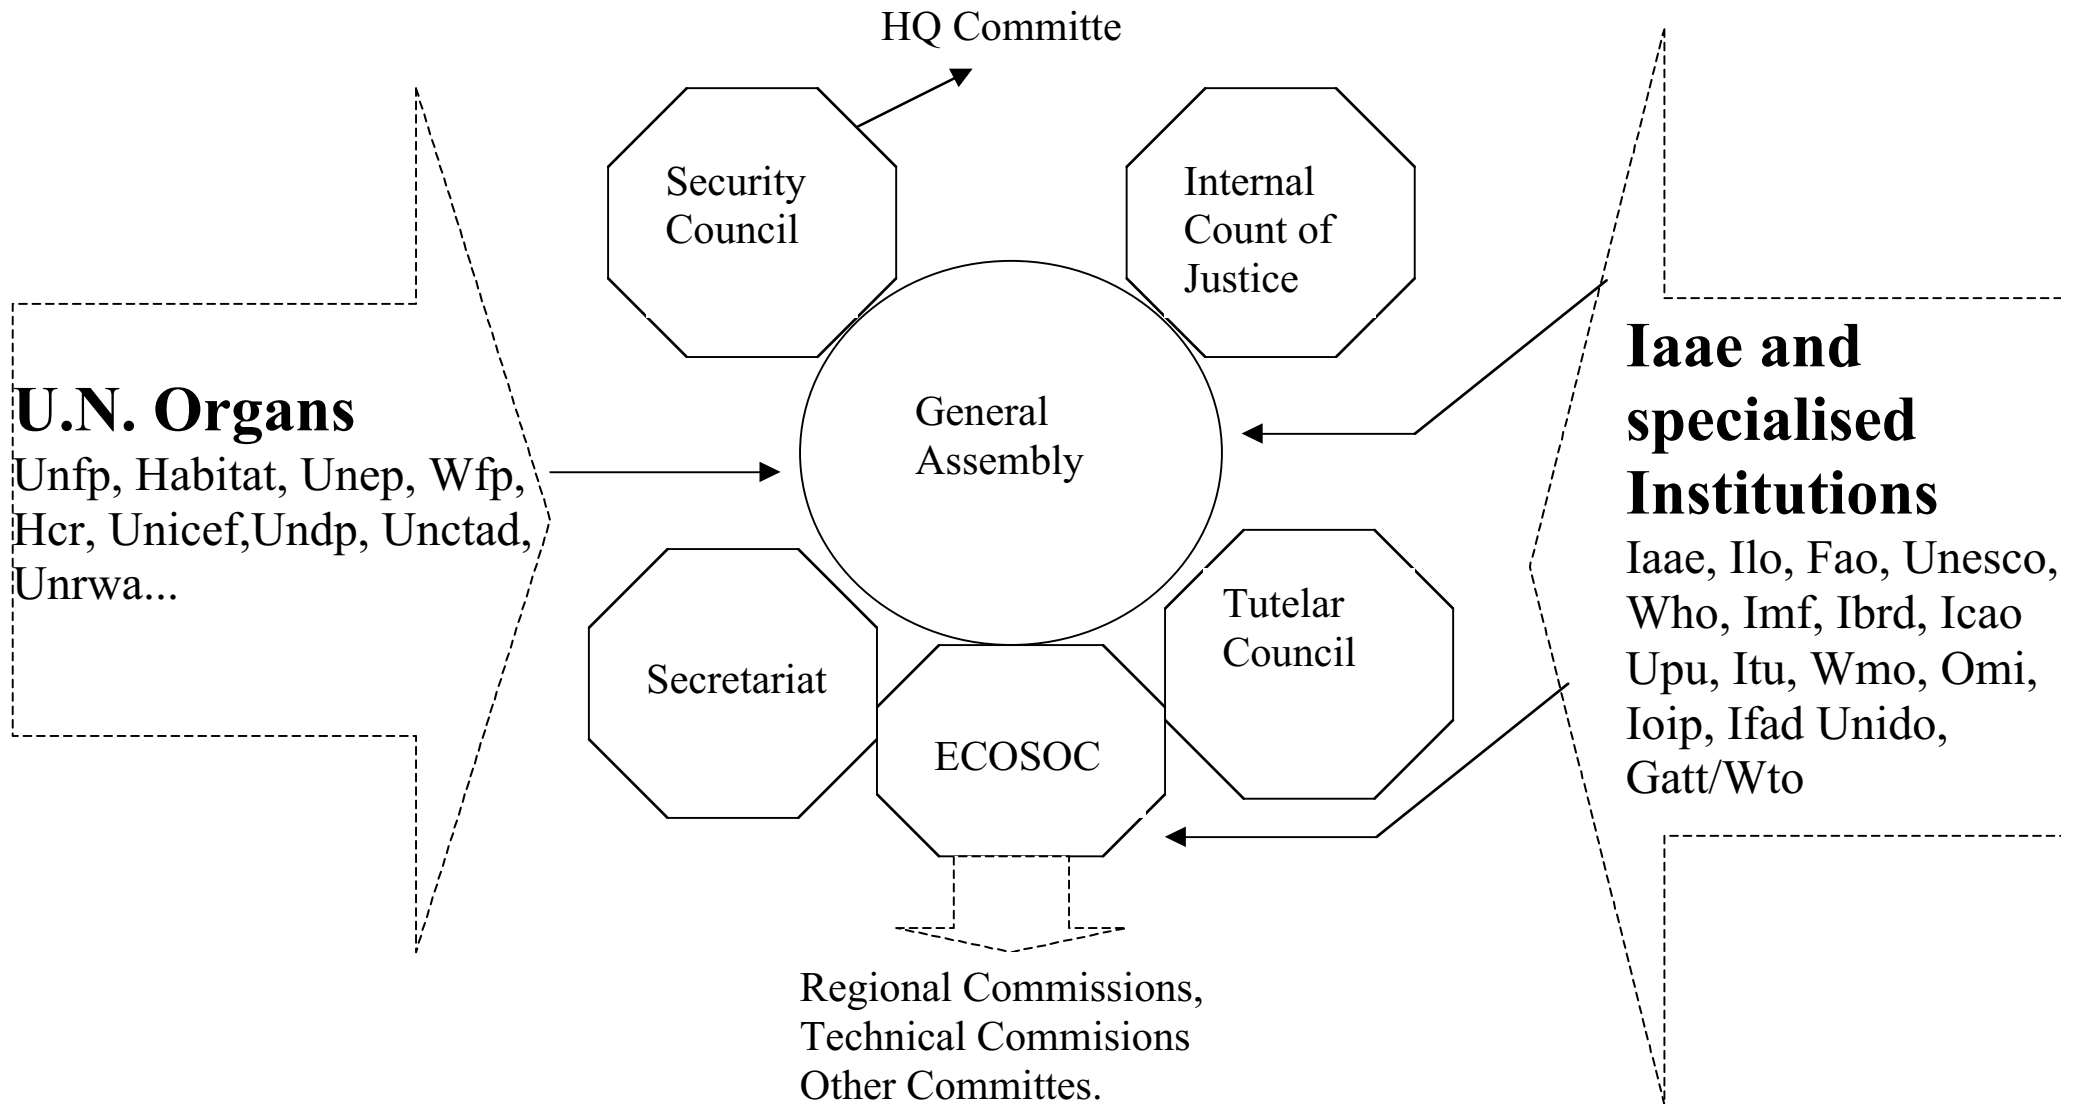 HQ Committe
Security
Council
Internal
Count of
Justice
General
Assembly
U.N. Organs
Unfp, Habitat, Unep, Wfp,
Hcr, Unicef,Undp, Unctad,
Unrwa...
Iaae and
specialised
Institutions
Iaae, Ilo, Fao, Unesco,
Who, Imf, Ibrd, Icao
Upu, Itu, Wmo, Omi,
Ioip, Ifad Unido,
Gatt/Wto
Tutelar
Council
Secretariat
ECOSOC
Regional Commissions,
Technical Commisions
Other Committes.